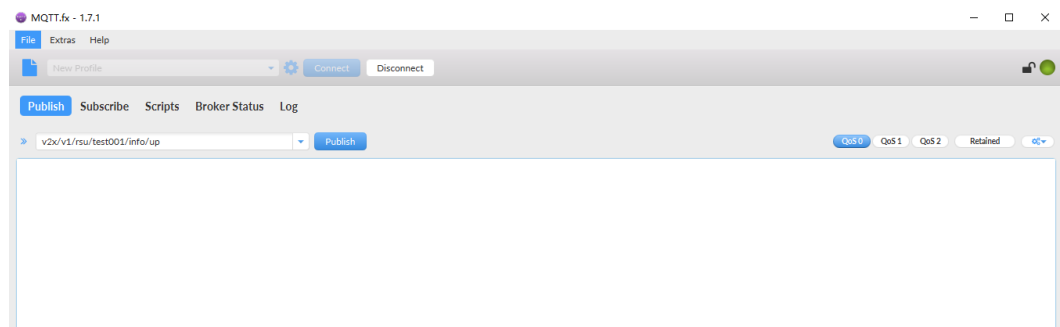 MQTT.fx - 1.7.1
File Extras Help
New Profile Connect Disconnect
Publish Subscribe Scripts Broker Status Log
v2x/v1/rsu/test001/info/up Publish QoS 0 QoS 1 QoS 2 Retained